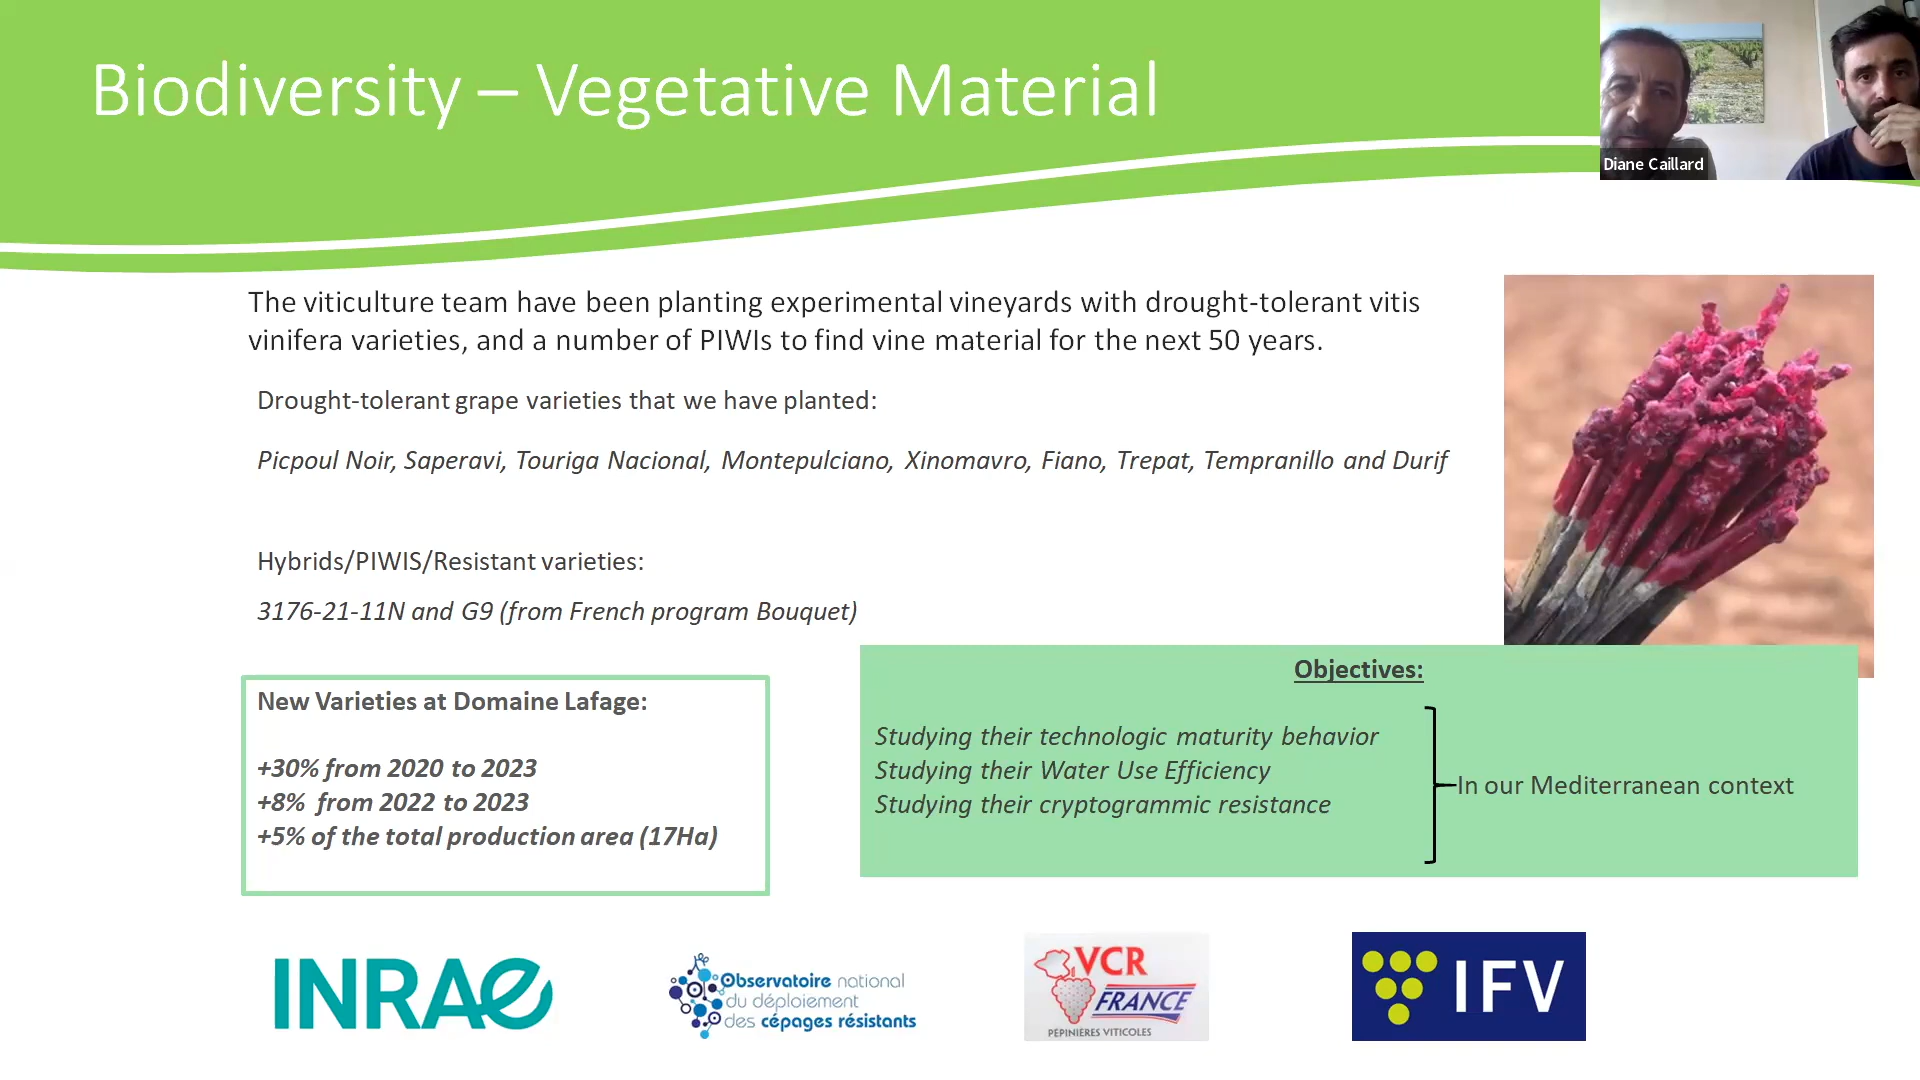 Biodiversity – Vegetative Material
Diane Caillard
The viticulture team have been planting experimental vineyards with drought-tolerant vitis
vinifera varieties, and a number of PIWIs to find vine material for the next 50 years.
Drought-tolerant grape varieties that we have planted:
Picpoul Noir, Saperavi, Touriga Nacional, Montepulciano, Xinomavro, Fiano, Trepat, Tempranillo and Durif
Hybrids/PIWIS/Resistant varieties:
3176-21-11N and G9 (from French program Bouquet)
New Varieties at Domaine Lafage:
+30% from 2020 to 2023
+8% from 2022 to 2023
+5% of the total production area (17Ha)
Objectives:
Studying their technologic maturity behavior
Studying their Water Use Efficiency
Studying their cryptogrammic resistance
In our Mediterranean context
INRAE
Observatoire national
du déploiement
des cépages résistants
VCR
FRANCE
PÉPINIÈRES VITICOLES
IFV